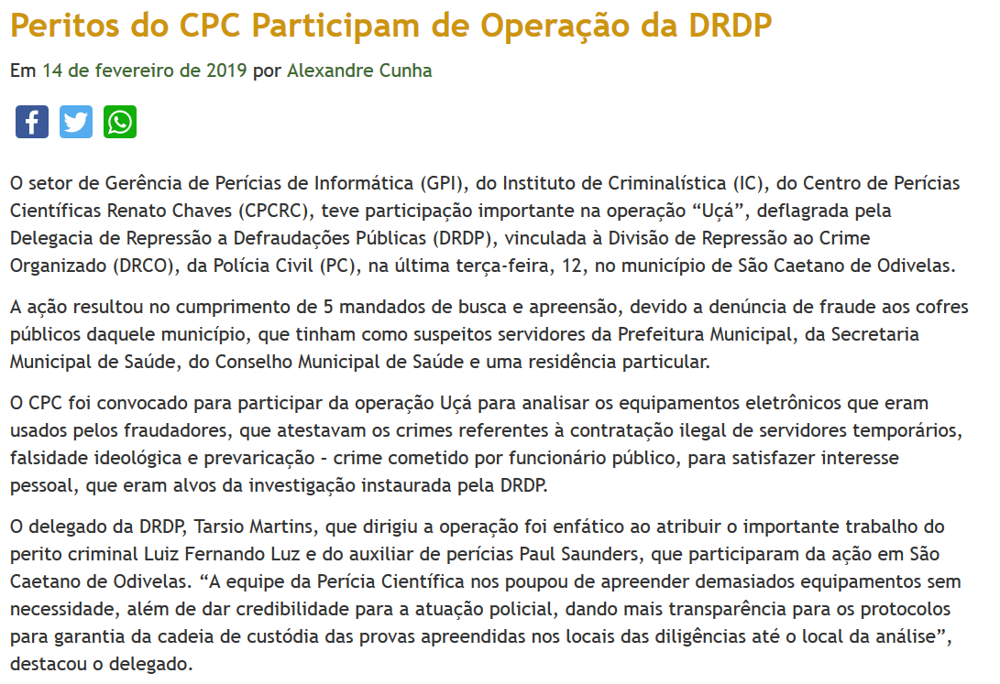 Peritos do CPC Participam de Operação da DRDP
Em 14 de fevereiro de 2019 por Alexandre Cunha
O setor de Gerência de Perícias de Informática (GPI), do Instituto de Criminalística (IC), do Centro de Perícias
Científicas Renato Chaves (CPCRC), teve participação importante na operação “Uçá”, deflagrada pela
Delegacia de Repressão a Defraudações Públicas (DRDP), vinculada à Divisão de Repressão ao Crime
Organizado (DRCO), da Polícia Civil (PC), na última terça-feira, 12, no município de São Caetano de Odivelas.
A ação resultou no cumprimento de 5 mandados de busca e apreensão, devido a denúncia de fraude aos cofres
públicos daquele município, que tinham como suspeitos servidores da Prefeitura Municipal, da Secretaria
Municipal de Saúde, do Conselho Municipal de Saúde e uma residência particular.
O CPC foi convocado para participar da operação Uçá para analisar os equipamentos eletrônicos que eram
usados pelos fraudadores, que atestavam os crimes referentes à contratação ilegal de servidores temporários,
falsidade ideológica e prevaricação – crime cometido por funcionário público, para satisfazer interesse
pessoal, que eram alvos da investigação instaurada pela DRDP.
O delegado da DRDP, Tarsio Martins, que dirigiu a operação foi enfático ao atribuir o importante trabalho do
perito criminal Luiz Fernando Luz e do auxiliar de perícias Paul Saunders, que participaram da ação em São
Caetano de Odivelas. “A equipe da Perícia Científica nos poupou de apreender demasiados equipamentos sem
necessidade, além de dar credibilidade para a atuação policial, dando mais transparência para os protocolos
para garantia da cadeia de custódia das provas apreendidas nos locais das diligências até o local da análise”,
destacou o delegado.